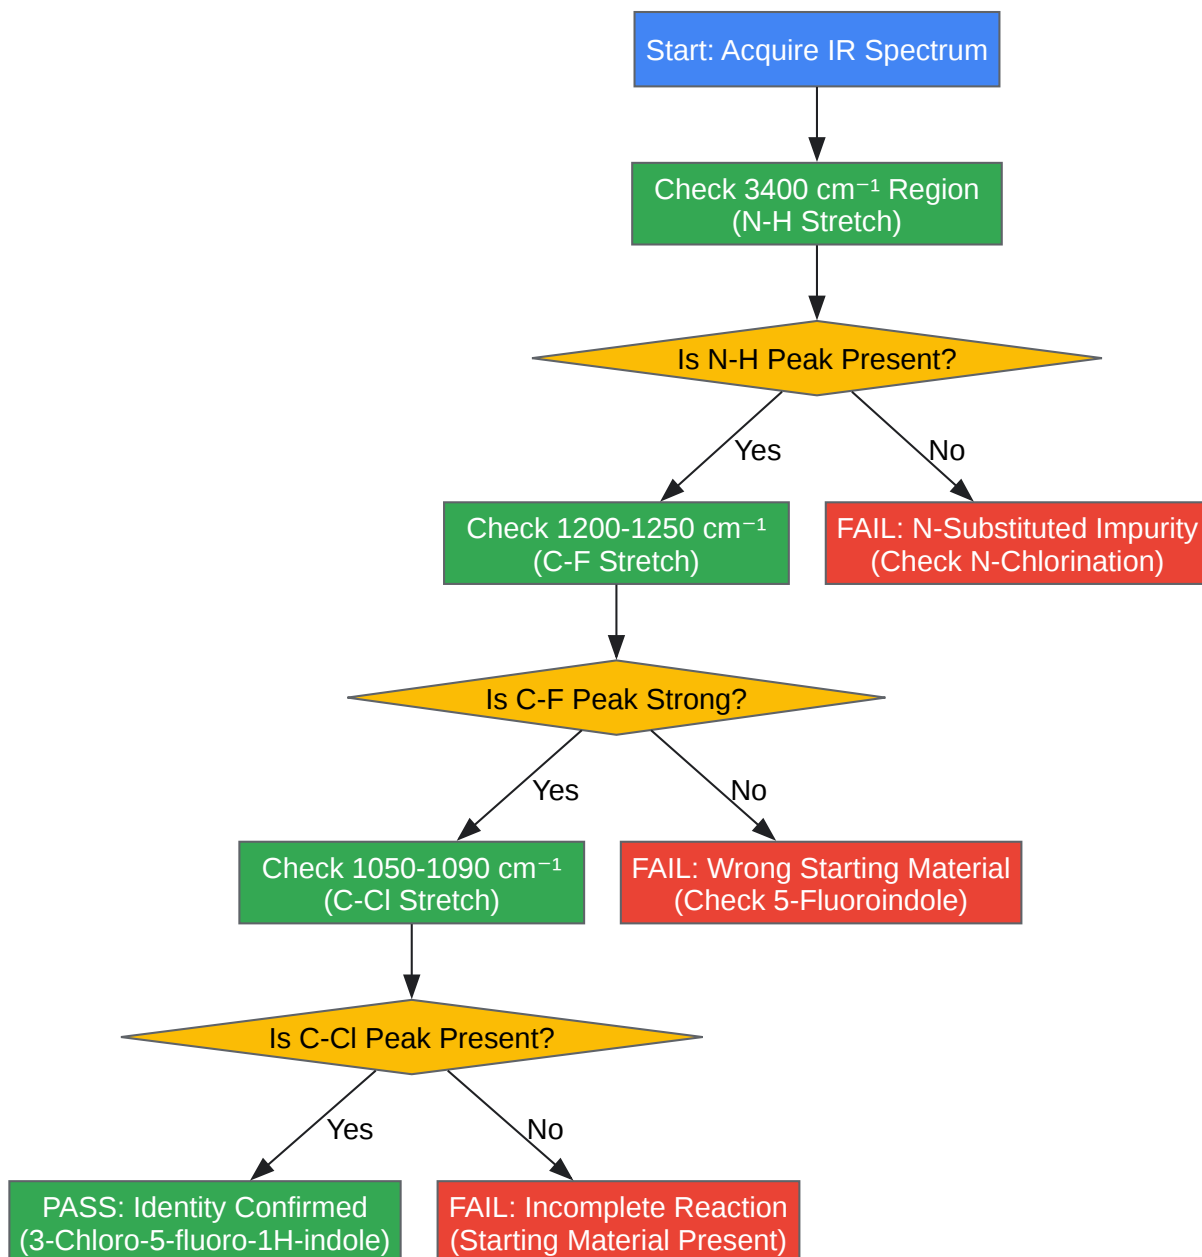 Start: Acquire IR Spectrum
Check 3400 cm⁻¹ Region
(N-H Stretch)
Is N-H Peak Present?
Yes
No
Check 1200-1250 cm⁻¹
(C-F Stretch)
FAIL: N-Substituted Impurity
(Check N-Chlorination)
Is C-F Peak Strong?
Yes
No
Check 1050-1090 cm⁻¹
(C-Cl Stretch)
FAIL: Wrong Starting Material
(Check 5-Fluoroindole)
Is C-Cl Peak Present?
Yes
No
PASS: Identity Confirmed
(3-Chloro-5-fluoro-1H-indole)
FAIL: Incomplete Reaction
(Starting Material Present)